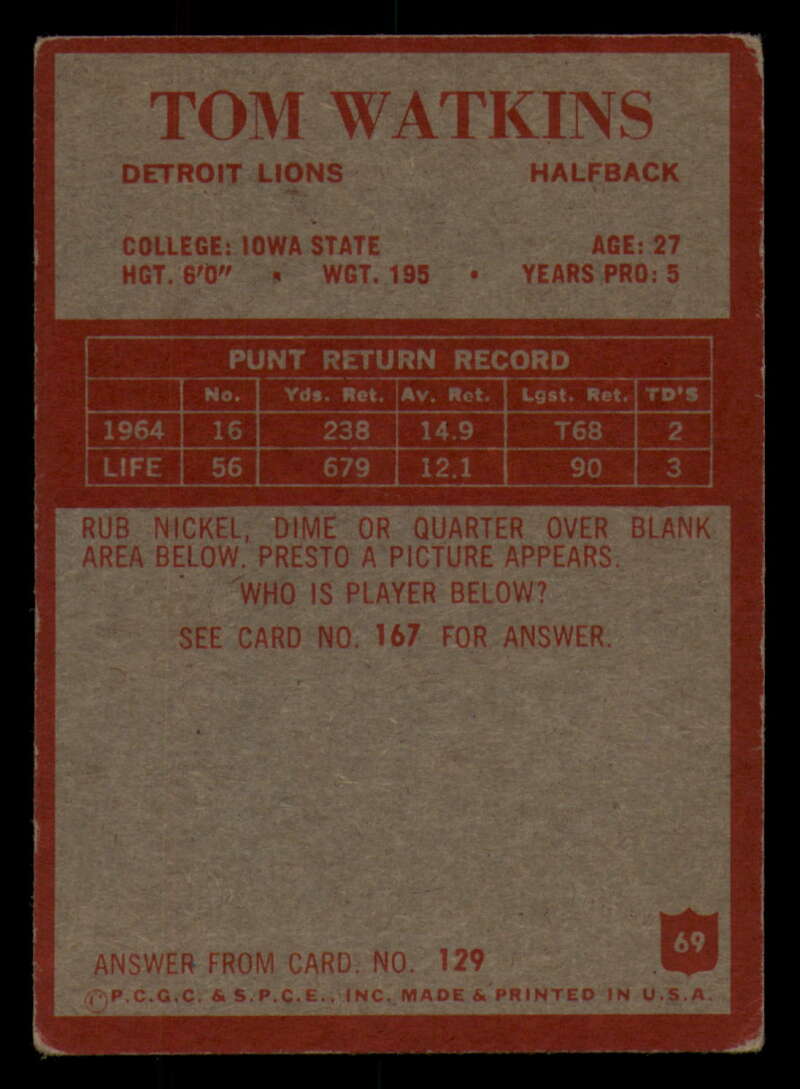 TOM WATKINS
DETROIT LIONS HALFBACK
COLLEGE: IOWA STATE AGE: 27
HGT. 6'0" • WGT. 195 • YEARS PRO: 5
PUNT RETURN RECORD
No. Yds. Ret. Av. Ret. Lgst. Ret. TD'S
1964 16 238 14.9 T68 2
LIFE 56 679 12.1 90 3
RUB NICKEL, DIME OR QUARTER OVER BLANK
AREA BELOW. PRESTO A PICTURE APPEARS.
WHO IS PLAYER BELOW?
SEE CARD NO. 167 FOR ANSWER.
69
ANSWER FROM CARD. NO. 129
©P.C.G.C. & S.P.C.E., INC. MADE & PRINTED IN U.S.A.